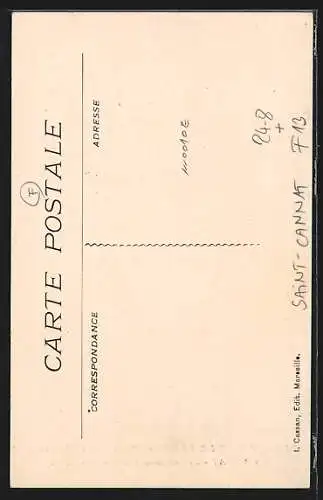 CARTE POSTALE
F
CORRESPONDANCE
ADRESSE
24-8
+
SAINT-CANNAT F13
I. Cassan, Edit. Marseille.